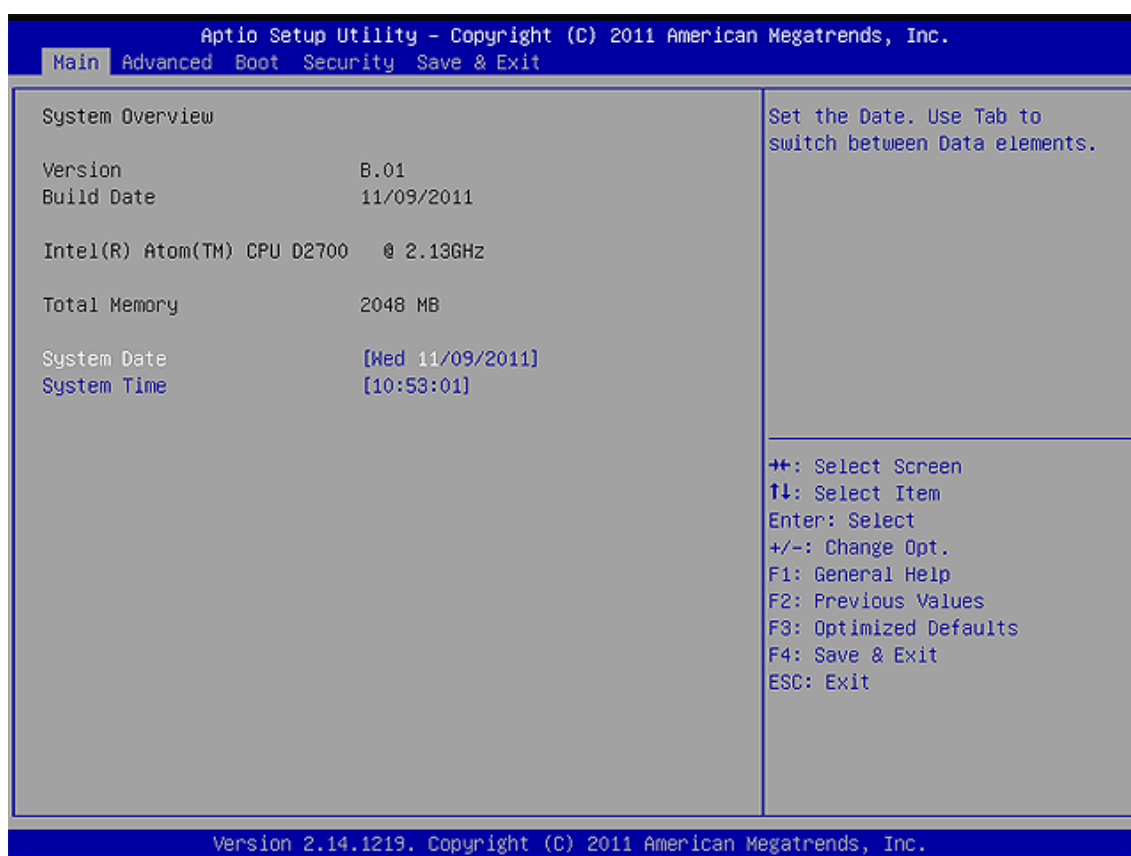 Aptio Setup Utility – Copyright (C) 2011 American Megatrends, Inc.
Main Advanced Boot Security Save & Exit
System Overview
Version B.01
Build Date 11/09/2011
Intel(R) Atom(TM) CPU D2700 @ 2.13GHz
Total Memory 2048 MB
System Date [Wed 11/09/2011]
System Time [10:53:01]
Set the Date. Use Tab to
switch between Data elements.
→←: Select Screen
↑↓: Select Item
Enter: Select
+/-: Change Opt.
F1: General Help
F2: Previous Values
F3: Optimized Defaults
F4: Save & Exit
ESC: Exit
Version 2.14.1219. Copyright (C) 2011 American Megatrends, Inc.